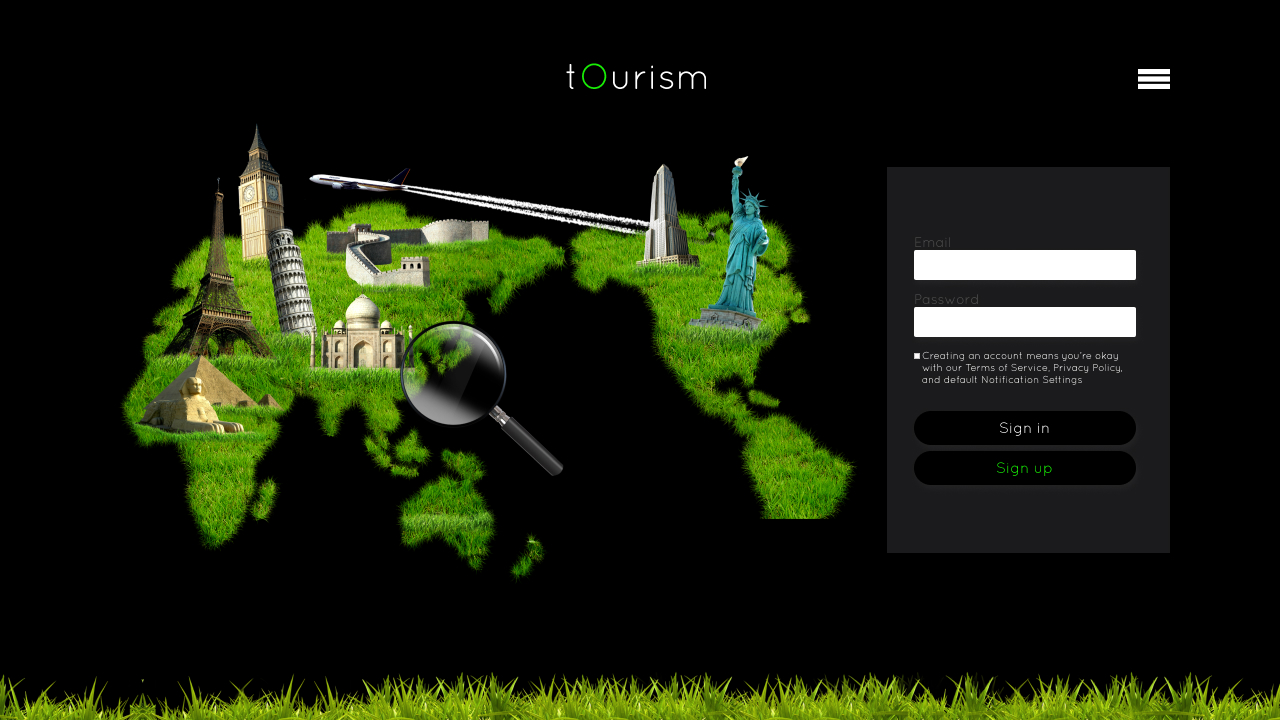 tOurism
Email
Password
Creating an account means you're okay
with our Terms of Service, Privacy Policy,
and default Notification Settings
Sign in
Sign up